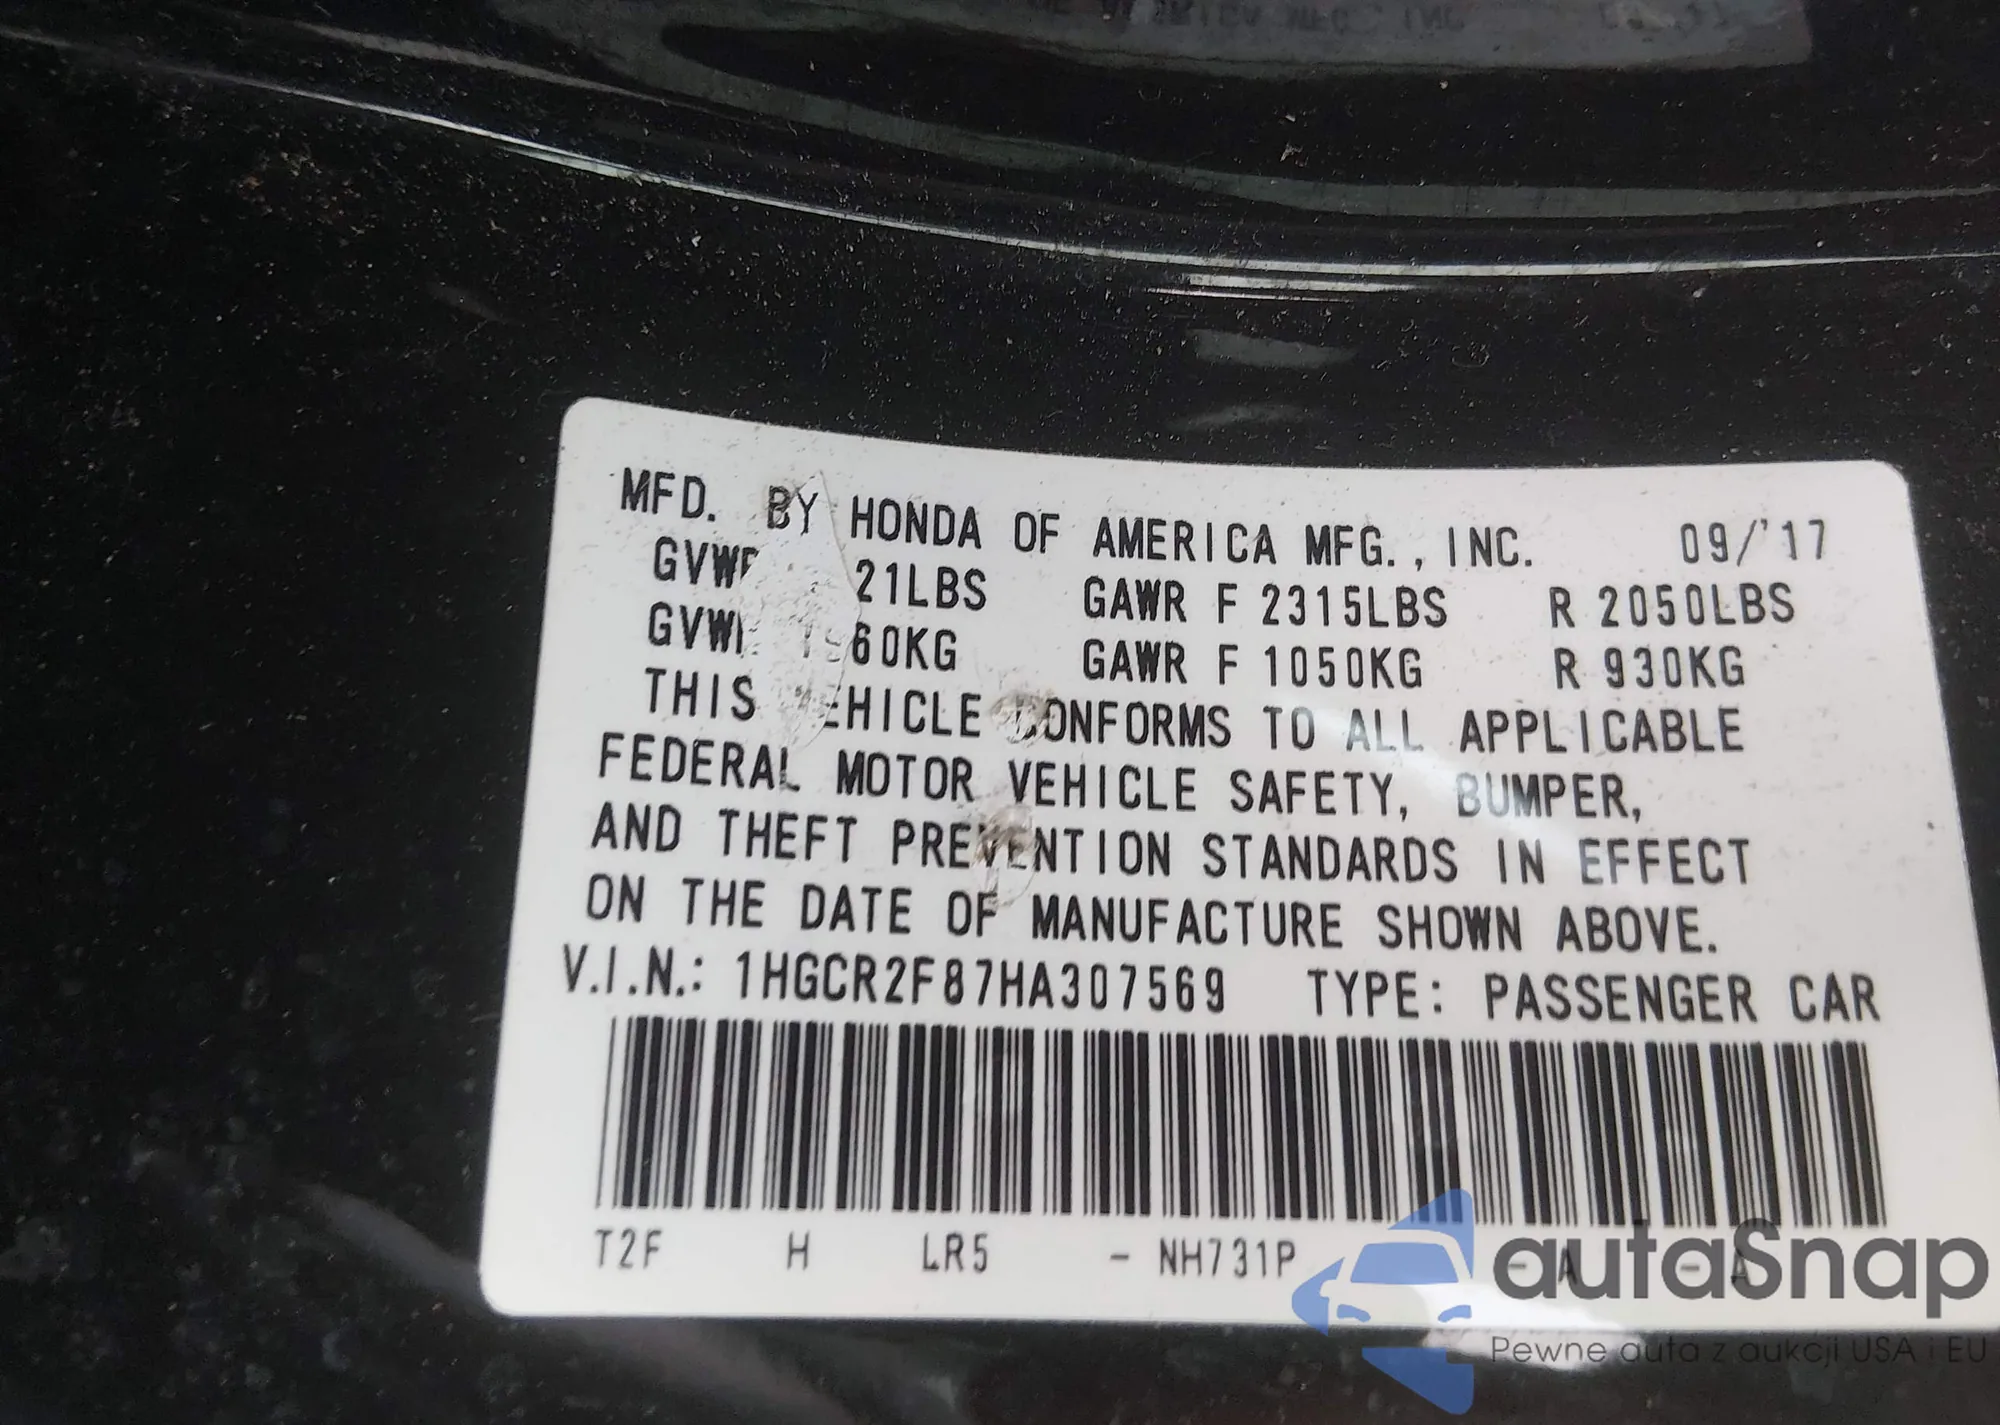 MFD. BY HONDA OF AMERICA MFG., INC. 09/'17
21LBS GAWR F 2315LBS R 2050LBS
60KG GAWR F 1050KG R 930KG
THIS VEHICLE CONFORMS TO ALL APPLICABLE
FEDERAL MOTOR VEHICLE SAFETY, BUMPER,
AND THEFT PREVENTION STANDARDS IN EFFECT
ON THE DATE OF MANUFACTURE SHOWN ABOVE.
V.I.N.: 1HGCR2F87HA307569 TYPE: PASSENGER CAR
T2F H LR5 - NH731P - A - A
autaSnap
Pewne auta z aukcji USA i EU